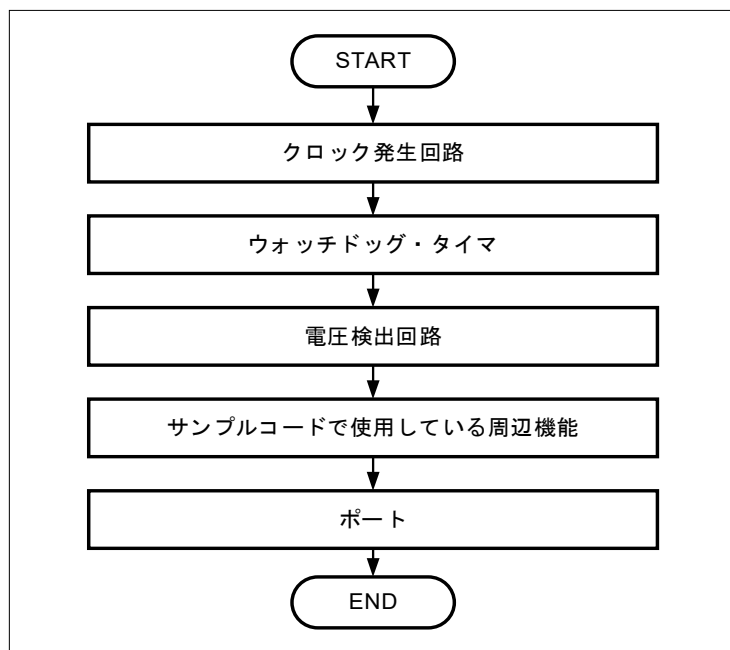 START
クロック発生回路
ウォッチドッグ・タイマ
電圧検出回路
サンプルコードで使用している周辺機能
ポート
END